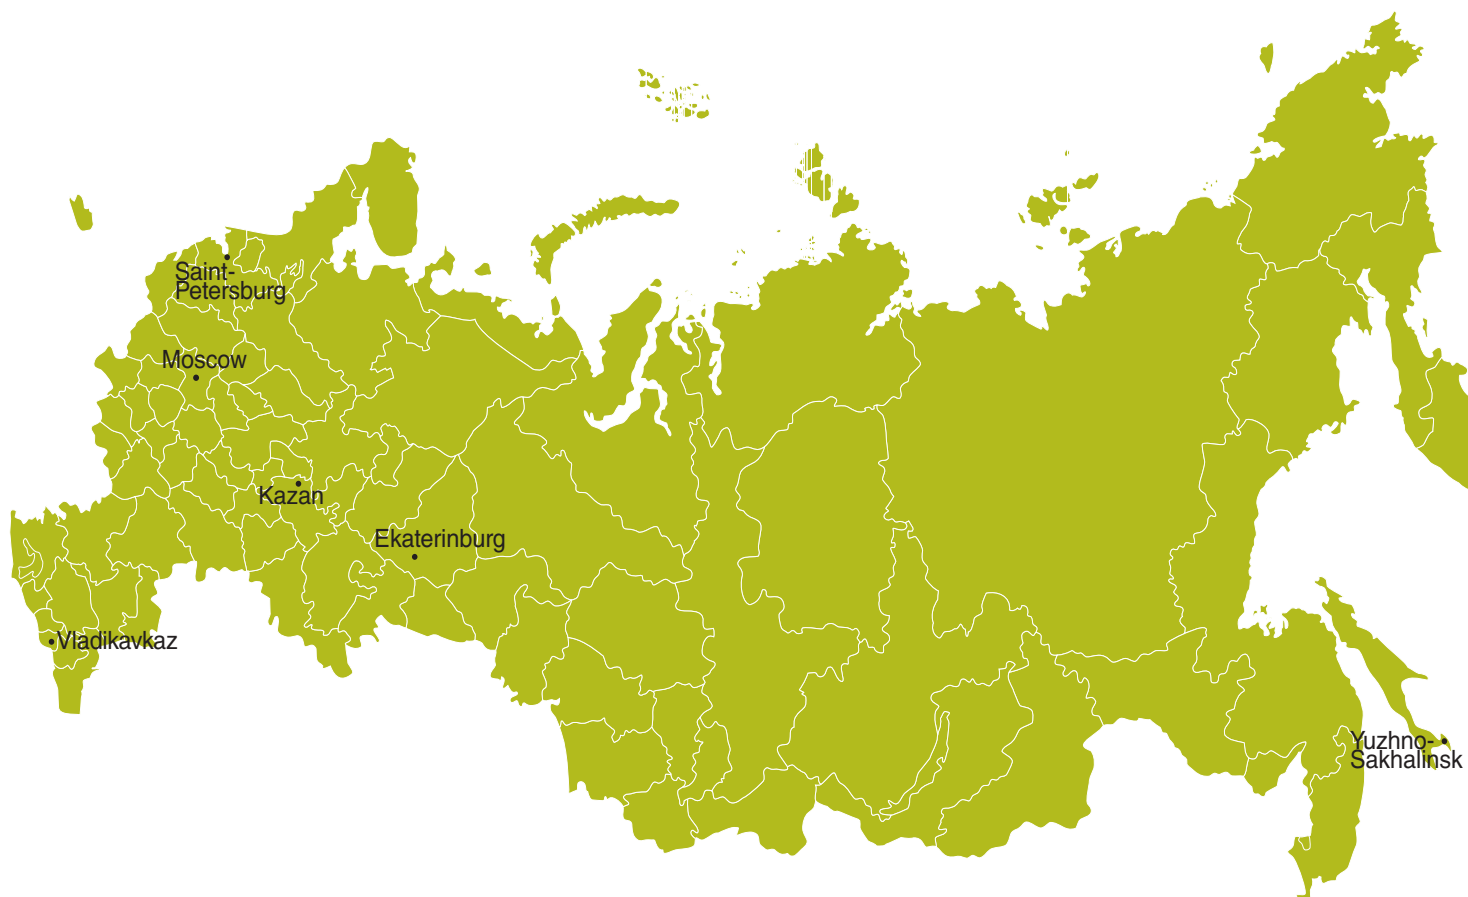 Saint-
Petersburg
Moscow
Kazan
Ekaterinburg
Vladikavkaz
Yuzhno-
Sakhalinsk